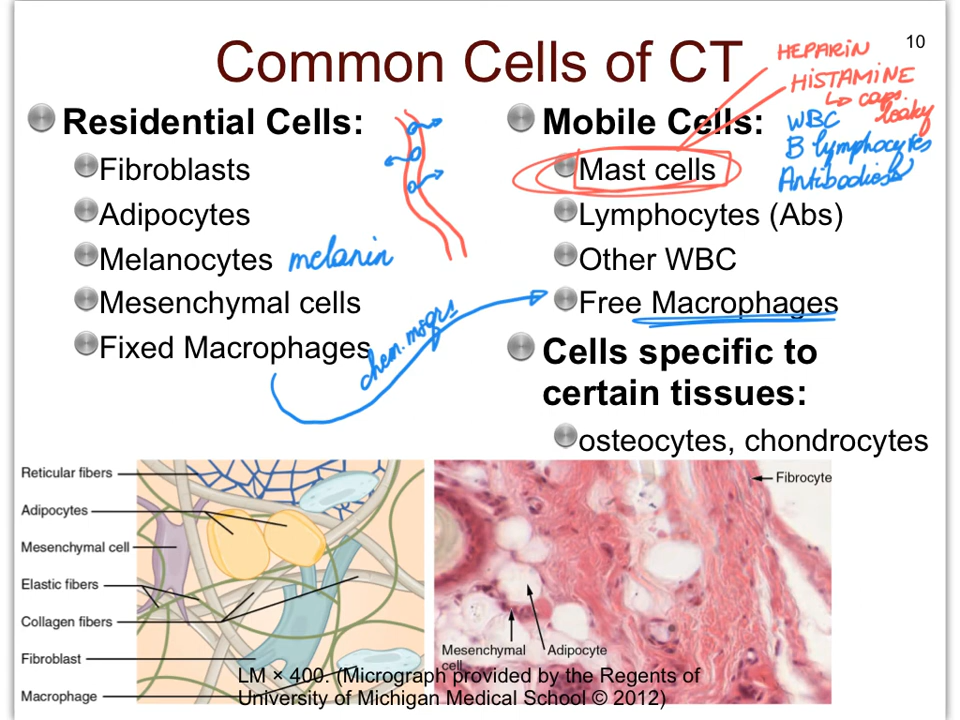 10
Common Cells of CT
HEPARIN
HISTAMINE
↳ caps leaky
WBC
B lymphocytes
Antibodies
Residential Cells:
Fibroblasts
Adipocytes
Melanocytes melanin
Mesenchymal cells
Fixed Macrophages
chem. msgrs
Mobile Cells:
Mast cells
Lymphocytes (Abs)
Other WBC
Free Macrophages
Cells specific to
certain tissues:
osteocytes, chondrocytes
Reticular fibers
Adipocytes
Mesenchymal cell
Elastic fibers
Collagen fibers
Fibroblast
Macrophage
Fibrocyte
Mesenchymal
cell
Adipocyte
LM × 400. (Micrograph provided by the Regents of
University of Michigan Medical School © 2012)